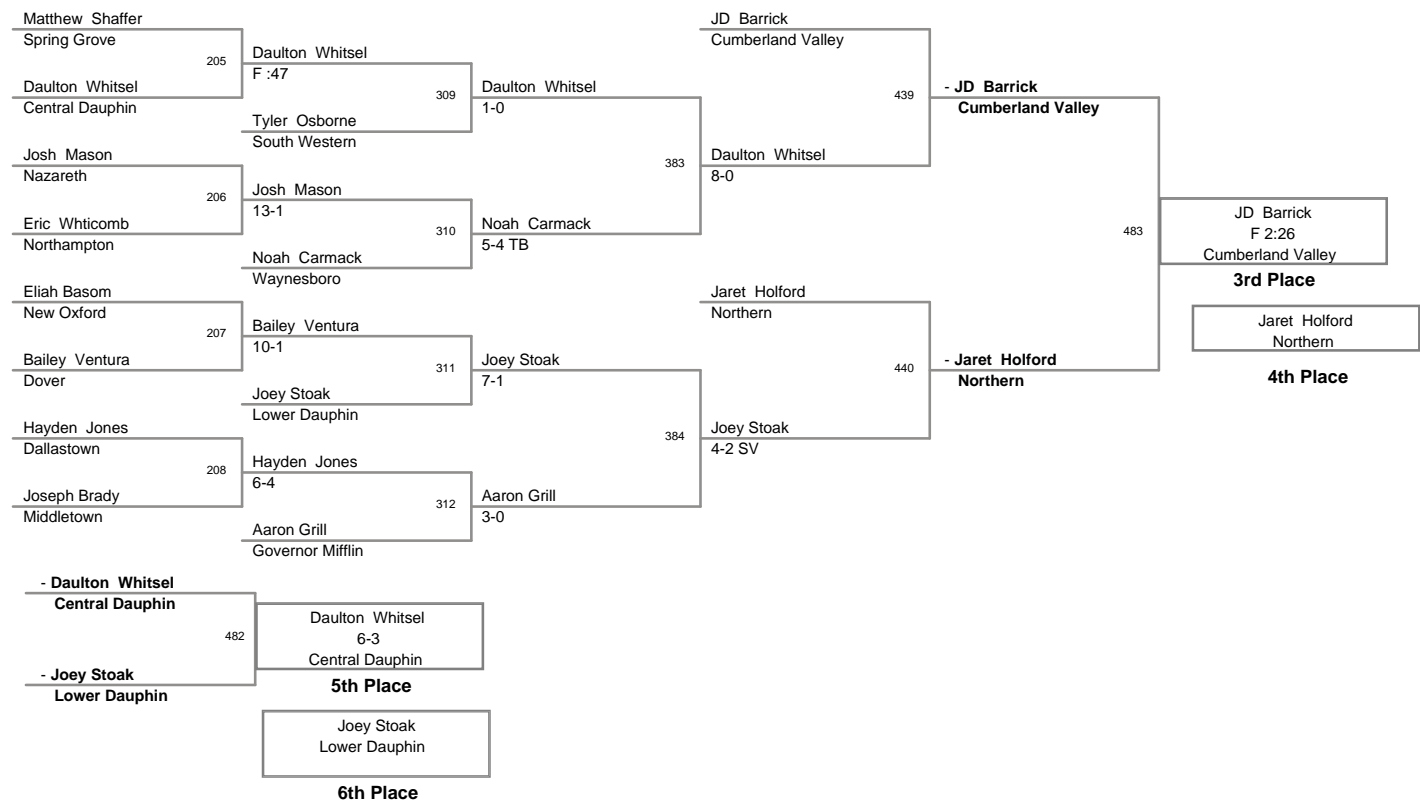 Matthew Shaffer
Spring Grove
205
Daulton Whitsel
Central Dauphin
Josh Mason
Nazareth
206
Eric Whticomb
Northampton
Eliah Basom
New Oxford
207
Bailey Ventura
Dover
Hayden Jones
Dallastown
208
Joseph Brady
Middletown
Daulton Whitsel
F :47
309
Tyler Osborne
South Western
Josh Mason
13-1
310
Noah Carmack
Waynesboro
Bailey Ventura
10-1
311
Joey Stoak
Lower Dauphin
Hayden Jones
6-4
312
Aaron Grill
Governor Mifflin
Daulton Whitsel
1-0
383
Noah Carmack
5-4 TB
Joey Stoak
7-1
384
Aaron Grill
3-0
JD Barrick
Cumberland Valley
439
Daulton Whitsel
8-0
Jaret Holford
Northern
440
Joey Stoak
4-2 SV
- JD Barrick
Cumberland Valley
483
- Jaret Holford
Northern
JD Barrick
F 2:26
Cumberland Valley
3rd Place
Jaret Holford
Northern
4th Place
- Daulton Whitsel
Central Dauphin
482
- Joey Stoak
Lower Dauphin
Daulton Whitsel
6-3
Central Dauphin
5th Place
Joey Stoak
Lower Dauphin
6th Place